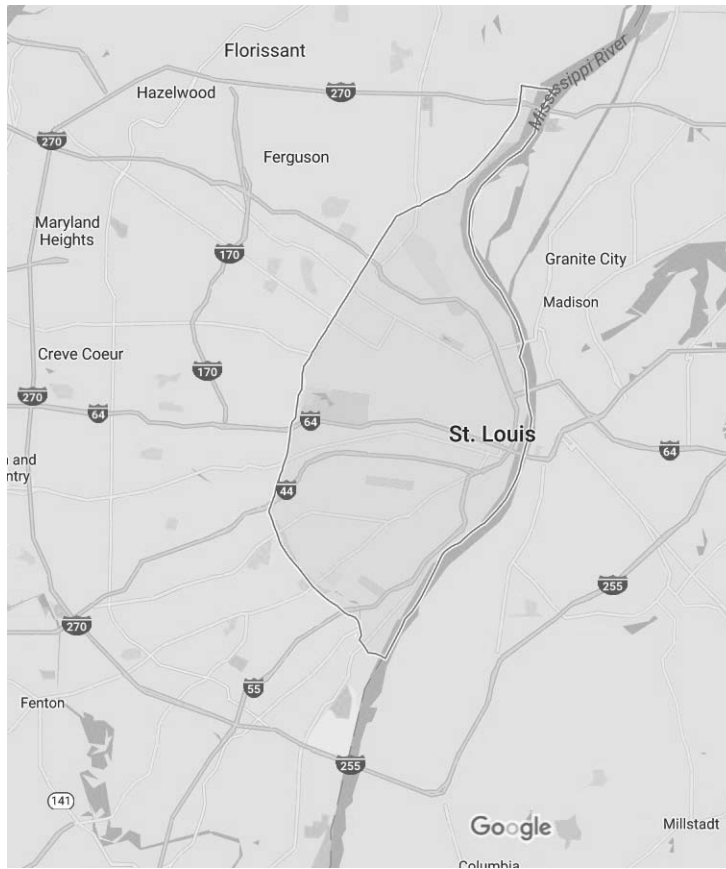 Florissant
Mississippi River
Hazelwood
270
270
270
Ferguson
Maryland
Heights
170
Granite City
Madison
Creve Coeur
170
270
64
64
St. Louis
64
and
ntry
44
255
270
55
Fenton
255
141
Google
Millstadt
Columbia